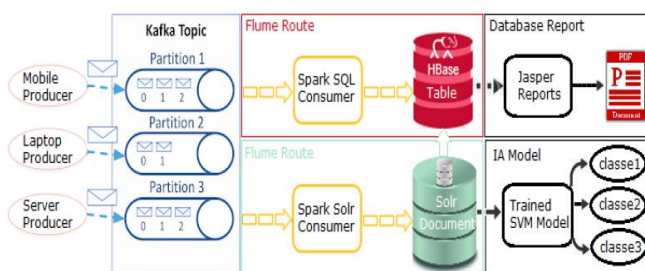 Kafka Topic
Flume Route
Database Report
Partition 1
Mobile
Producer
0 1 2
Spark SQL
Consumer
HBase
Table
Jasper
Reports
PDF
P
Document
Partition 2
Laptop
Producer
0 1
Flume Route
IA Model
Partition 3
Server
Producer
0 1 2
Spark Solr
Consumer
Solr
Document
Trained
SVM Model
classe1
classe2
classe3